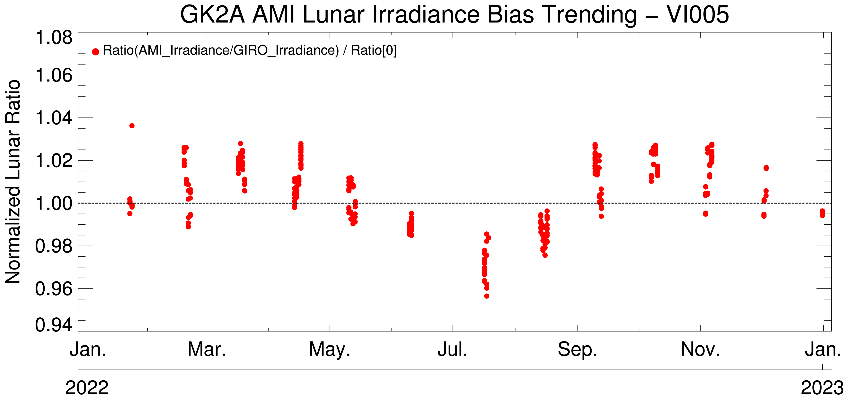 GK2A AMI Lunar Irradiance Bias Trending − VI005
Ratio(AMI_Irradiance/GIRO_Irradiance) / Ratio[0]
Normalized Lunar Ratio
1.08
1.06
1.04
1.02
1.00
0.98
0.96
0.94
Jan. Mar. May. Jul. Sep. Nov. Jan.
2022 2023